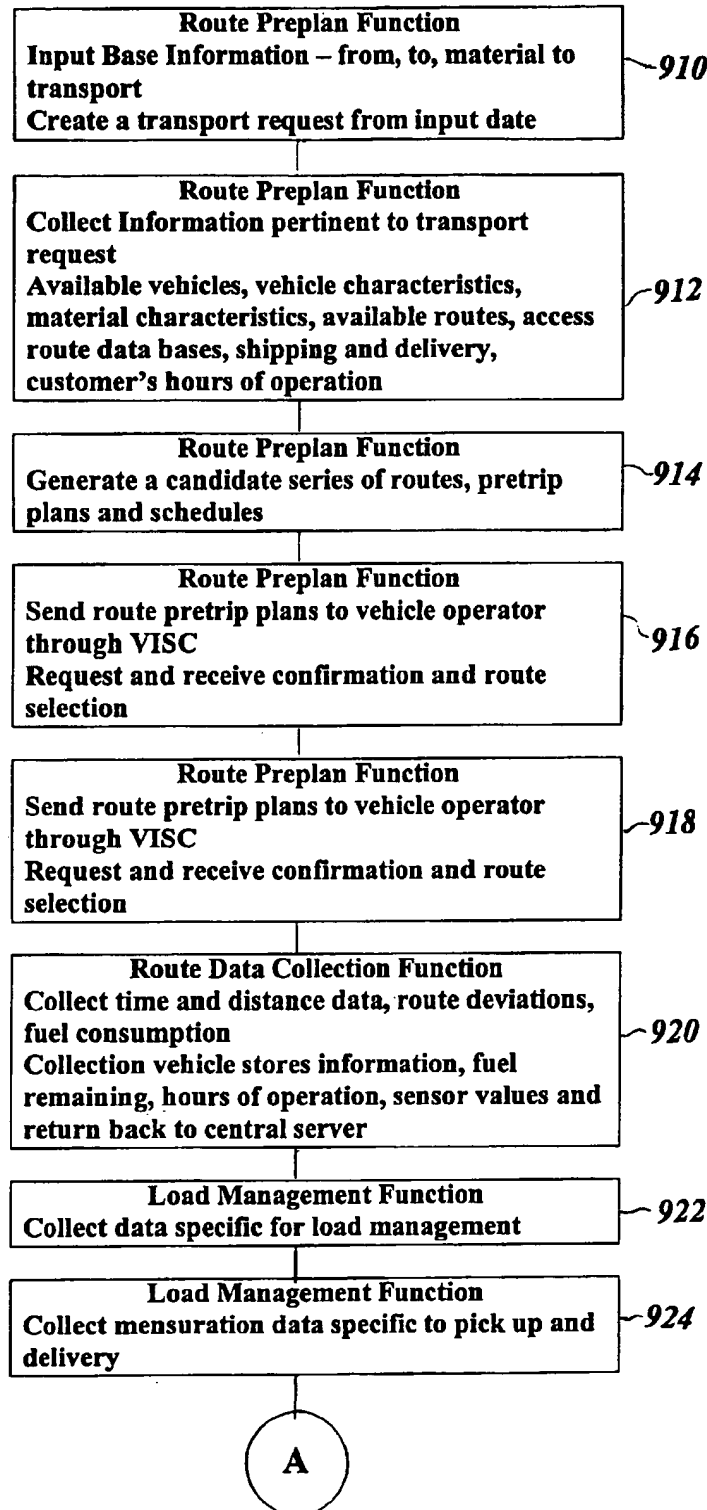 Route Preplan Function
Input Base Information – from, to, material to
transport
Create a transport request from input date
910
Route Preplan Function
Collect Information pertinent to transport
request
Available vehicles, vehicle characteristics,
material characteristics, available routes, access
route data bases, shipping and delivery,
customer's hours of operation
912
Route Preplan Function
Generate a candidate series of routes, pretrip
plans and schedules
914
Route Preplan Function
Send route pretrip plans to vehicle operator
through VISC
Request and receive confirmation and route
selection
916
Route Preplan Function
Send route pretrip plans to vehicle operator
through VISC
Request and receive confirmation and route
selection
918
Route Data Collection Function
Collect time and distance data, route deviations,
fuel consumption
Collection vehicle stores information, fuel
remaining, hours of operation, sensor values and
return back to central server
920
Load Management Function
Collect data specific for load management
922
Load Management Function
Collect mensuration data specific to pick up and
delivery
924
A